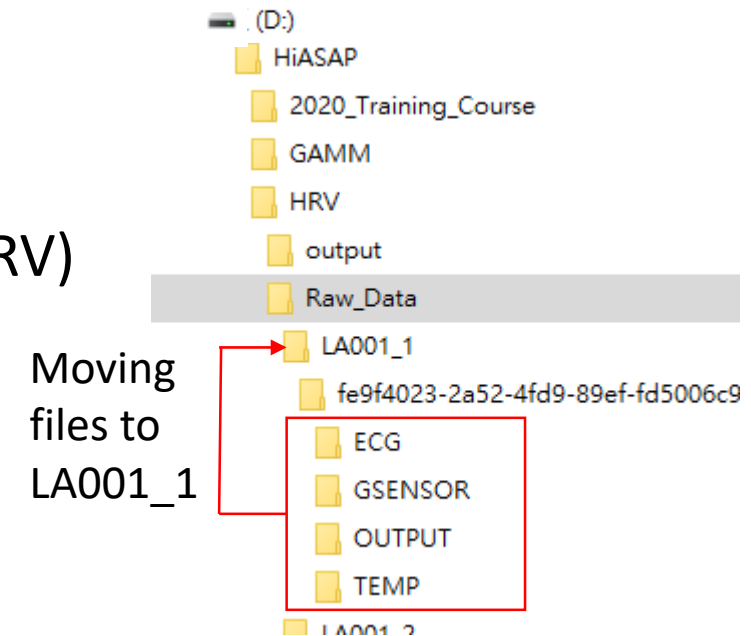 (D:)
HiASAP
2020_Training_Course
GAMM
HRV
RV)
output
Raw_Data
LA001_1
Moving
files to
LA001_1
fe9f4023-2a52-4fd9-89ef-fd5006c9
ECG
GSENSOR
OUTPUT
TEMP
LA001_2